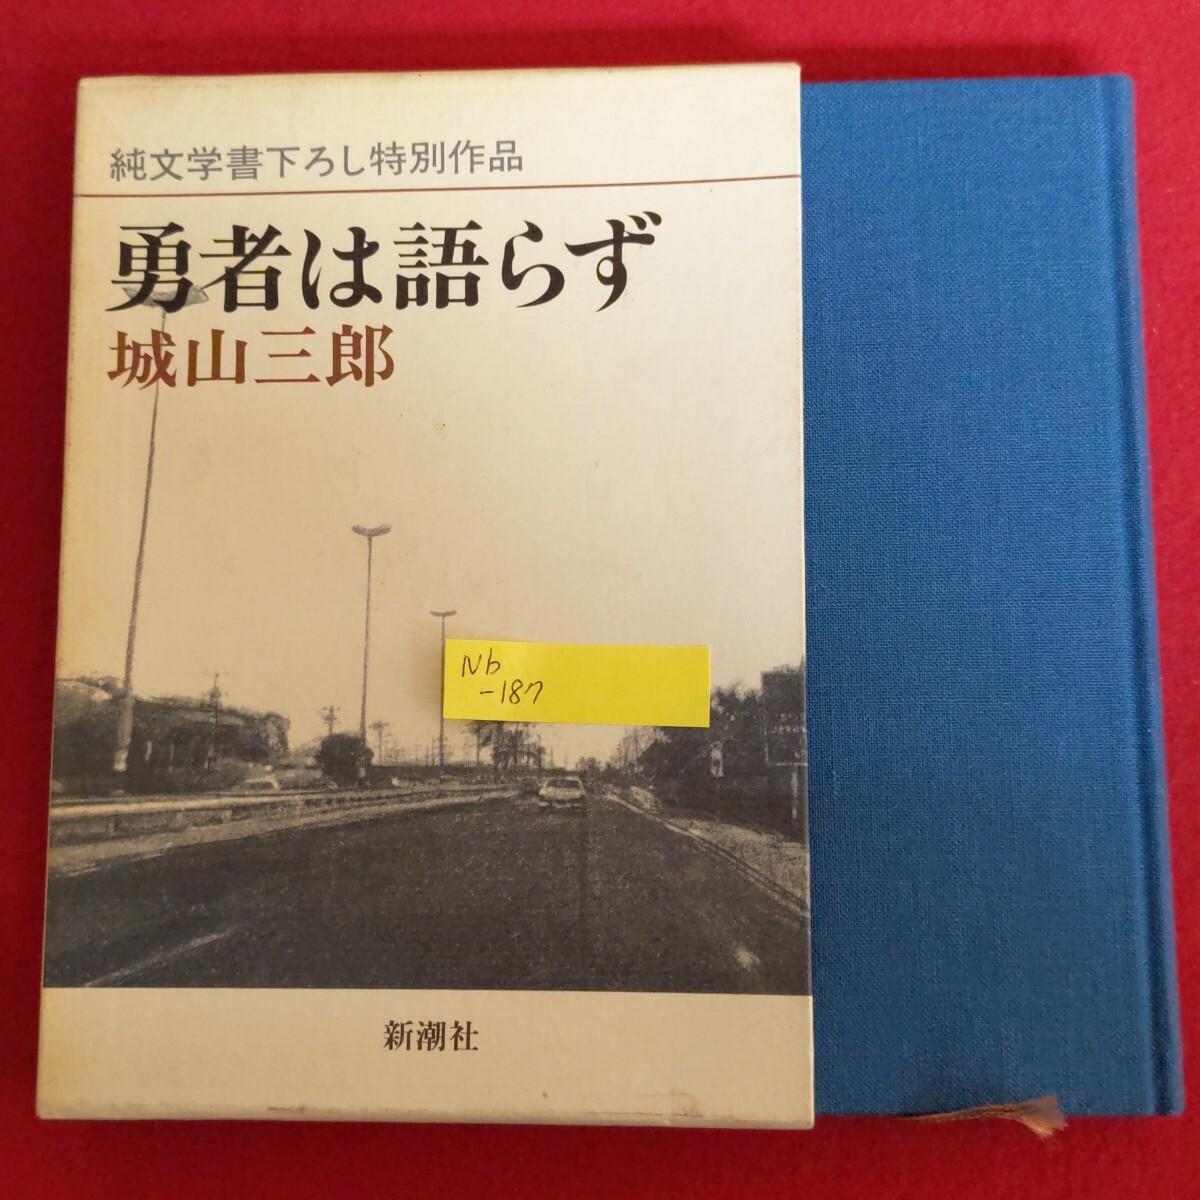 純文学書下ろし特別作品
勇者は語らず
城山三郎
Nb
-187
新潮社